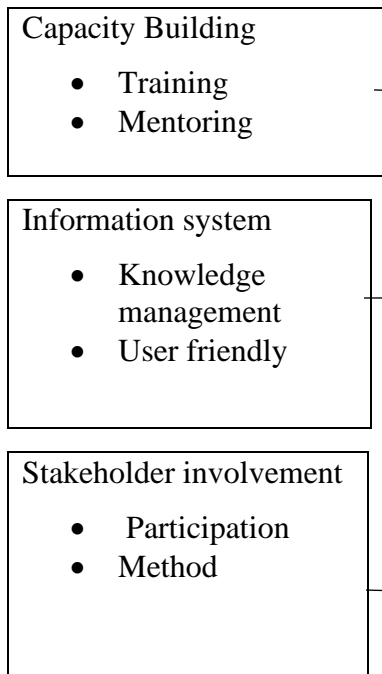 Capacity Building
• Training
• Mentoring
Information system
• Knowledge
management
• User friendly
Stakeholder involvement
• Participation
• Method